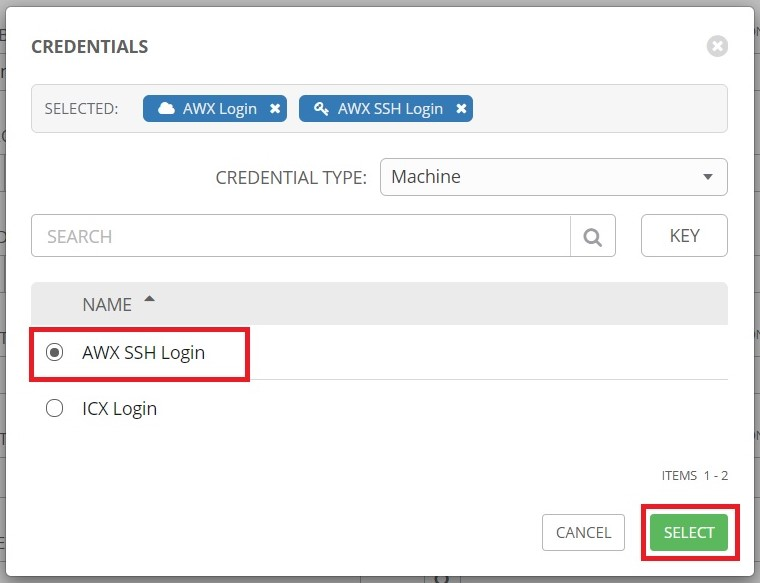 CREDENTIALS
SELECTED: AWX Login AWX SSH Login
CREDENTIAL TYPE: Machine
SEARCH KEY
NAME
AWX SSH Login
ICX Login
ITEMS 1 - 2
CANCEL SELECT